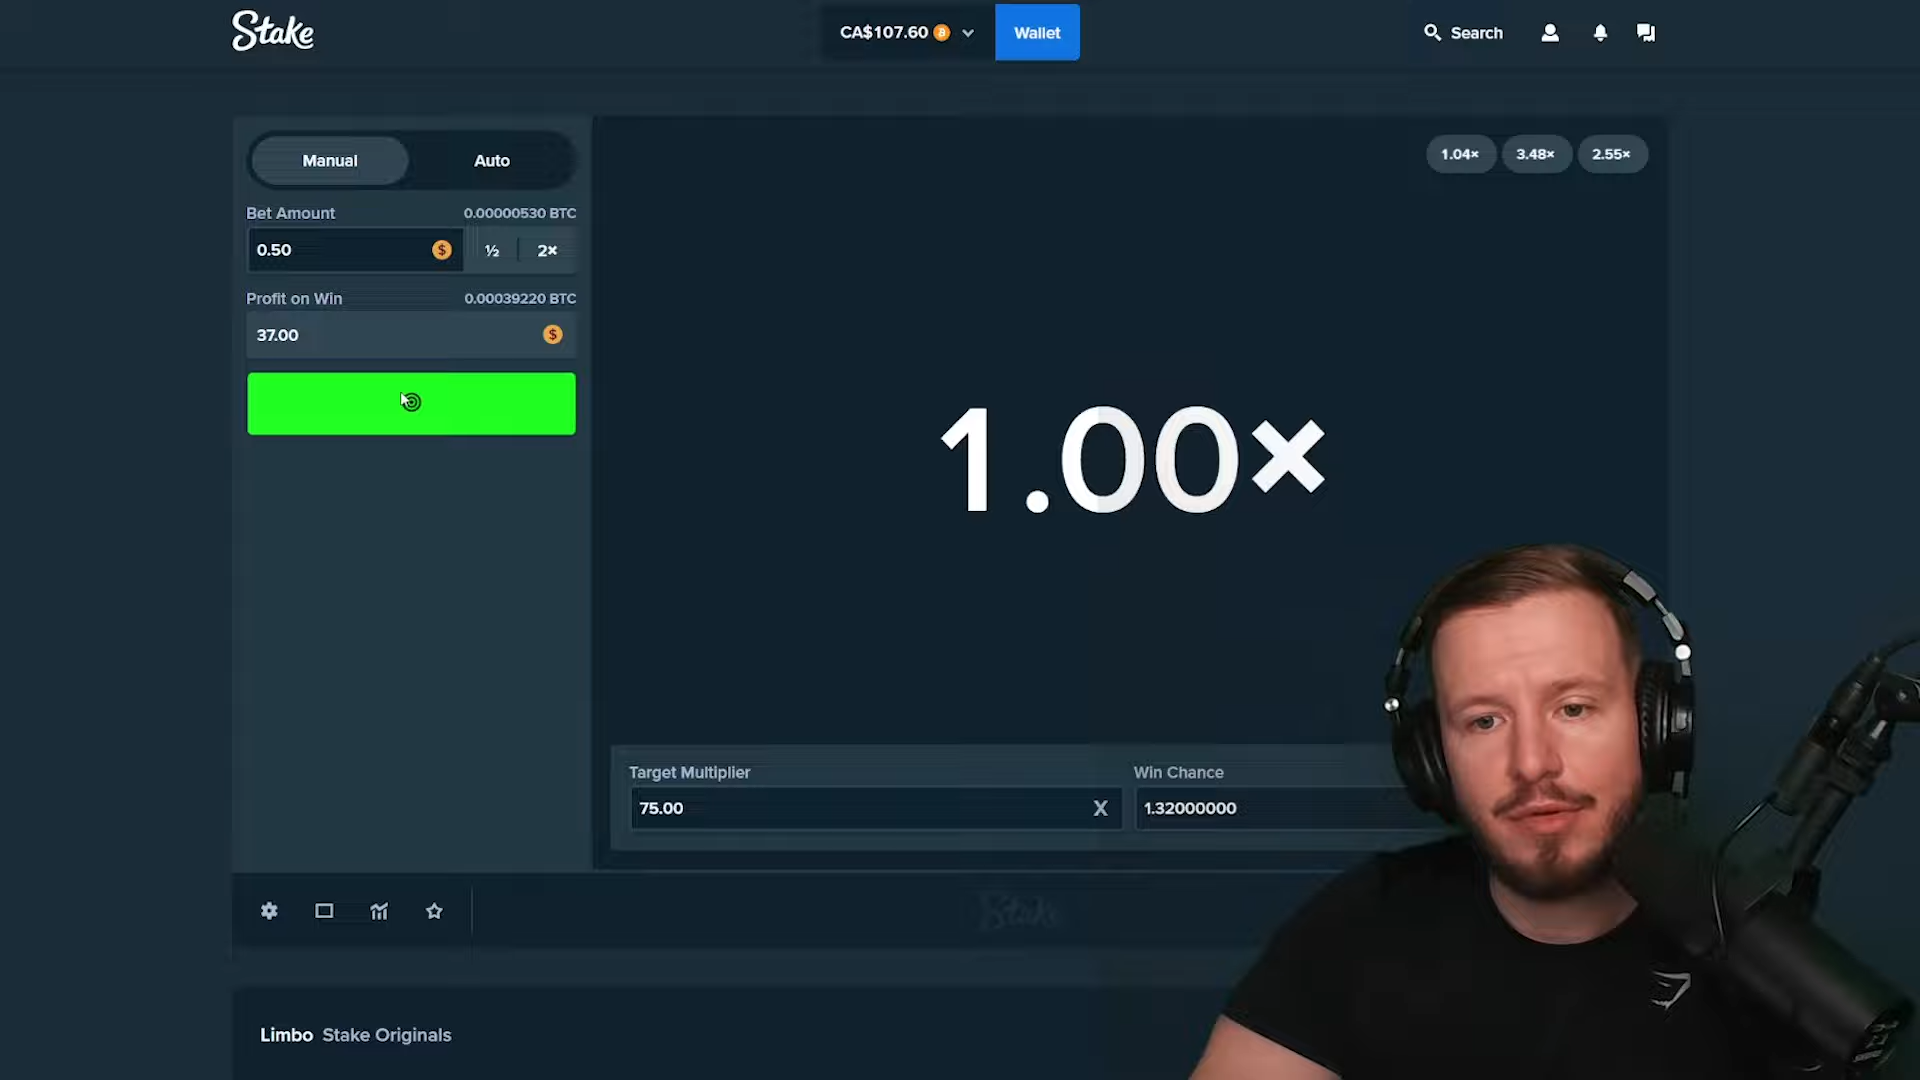 Stake
CA$107.60
Wallet
Search
Manual
Auto
1.04×
3.48×
2.55×
Bet Amount
0.00000530 BTC
0.50
½
2×
Profit on Win
0.00039220 BTC
37.00
1.00×
Target Multiplier
Win Chance
75.00
X
1.32000000
Stake
Limbo Stake Originals